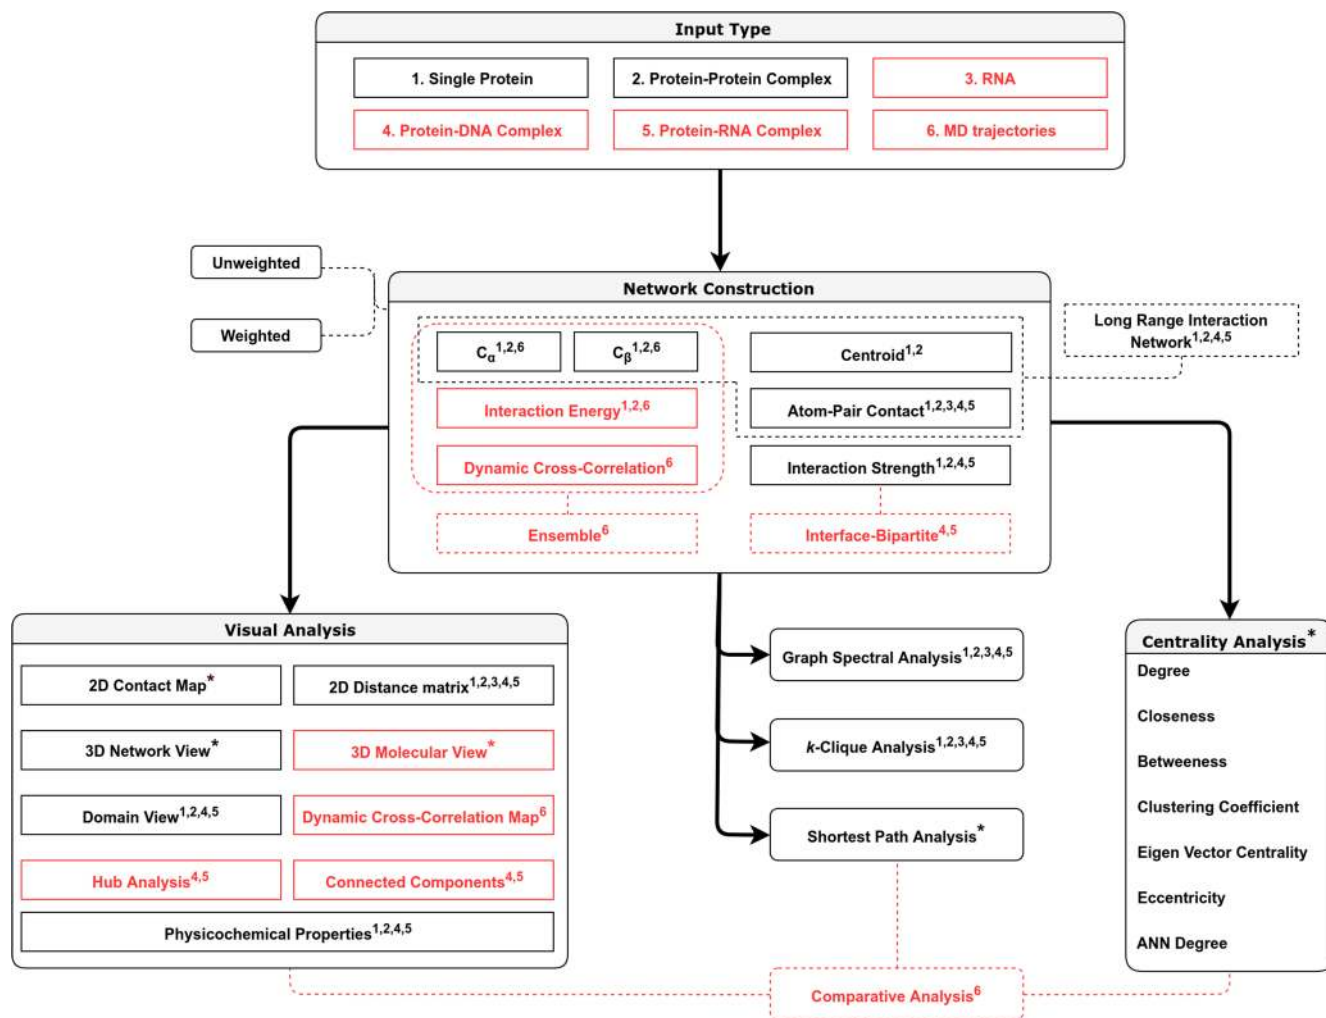 Input Type
1. Single Protein
2. Protein-Protein Complex
3. RNA
4. Protein-DNA Complex
5. Protein-RNA Complex
6. MD trajectories
Unweighted
Weighted
Network Construction
Long Range Interaction
Network1,2,4,5
Cα1,2,6
Cβ1,2,6
Centroid1,2
Interaction Energy1,2,6
Atom-Pair Contact1,2,3,4,5
Dynamic Cross-Correlation6
Interaction Strength1,2,4,5
Ensemble6
Interface-Bipartite4,5
Visual Analysis
2D Contact Map*
2D Distance matrix1,2,3,4,5
3D Network View*
3D Molecular View*
Domain View1,2,4,5
Dynamic Cross-Correlation Map6
Hub Analysis4,5
Connected Components4,5
Physicochemical Properties1,2,4,5
Graph Spectral Analysis1,2,3,4,5
k-Clique Analysis1,2,3,4,5
Shortest Path Analysis*
Centrality Analysis*
Degree
Closeness
Betweeness
Clustering Coefficient
Eigen Vector Centrality
Eccentricity
ANN Degree
Comparative Analysis6